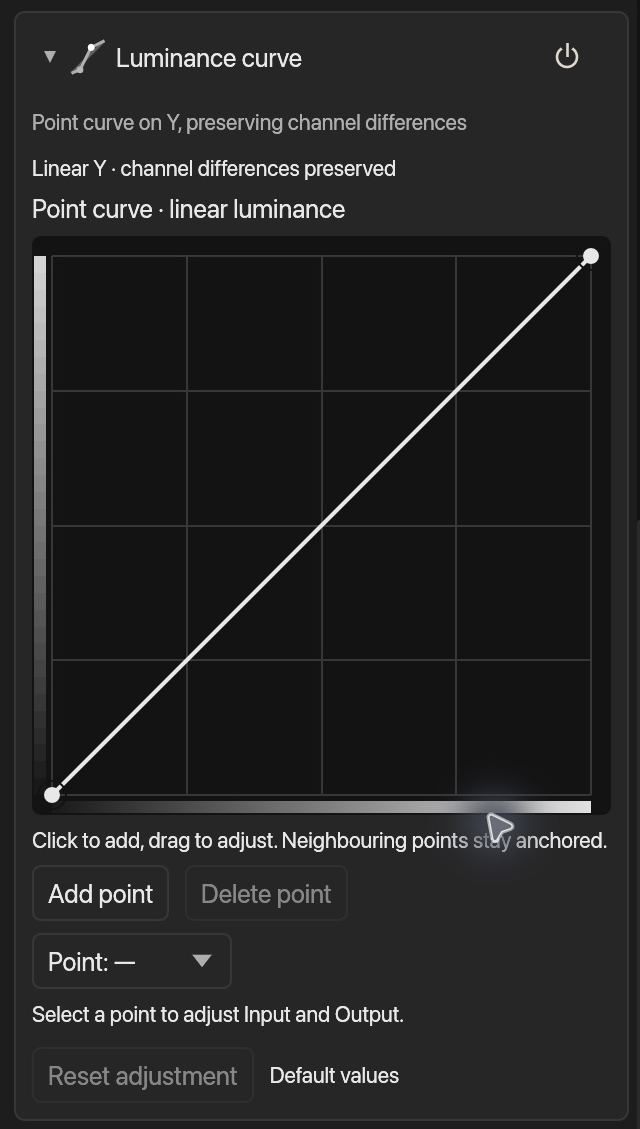 Luminance curve
Point curve on Y, preserving channel differences
Linear Y · channel differences preserved
Point curve · linear luminance
Click to add, drag to adjust. Neighbouring points stay anchored.
Add point
Delete point
Point: —
Select a point to adjust Input and Output.
Reset adjustment
Default values